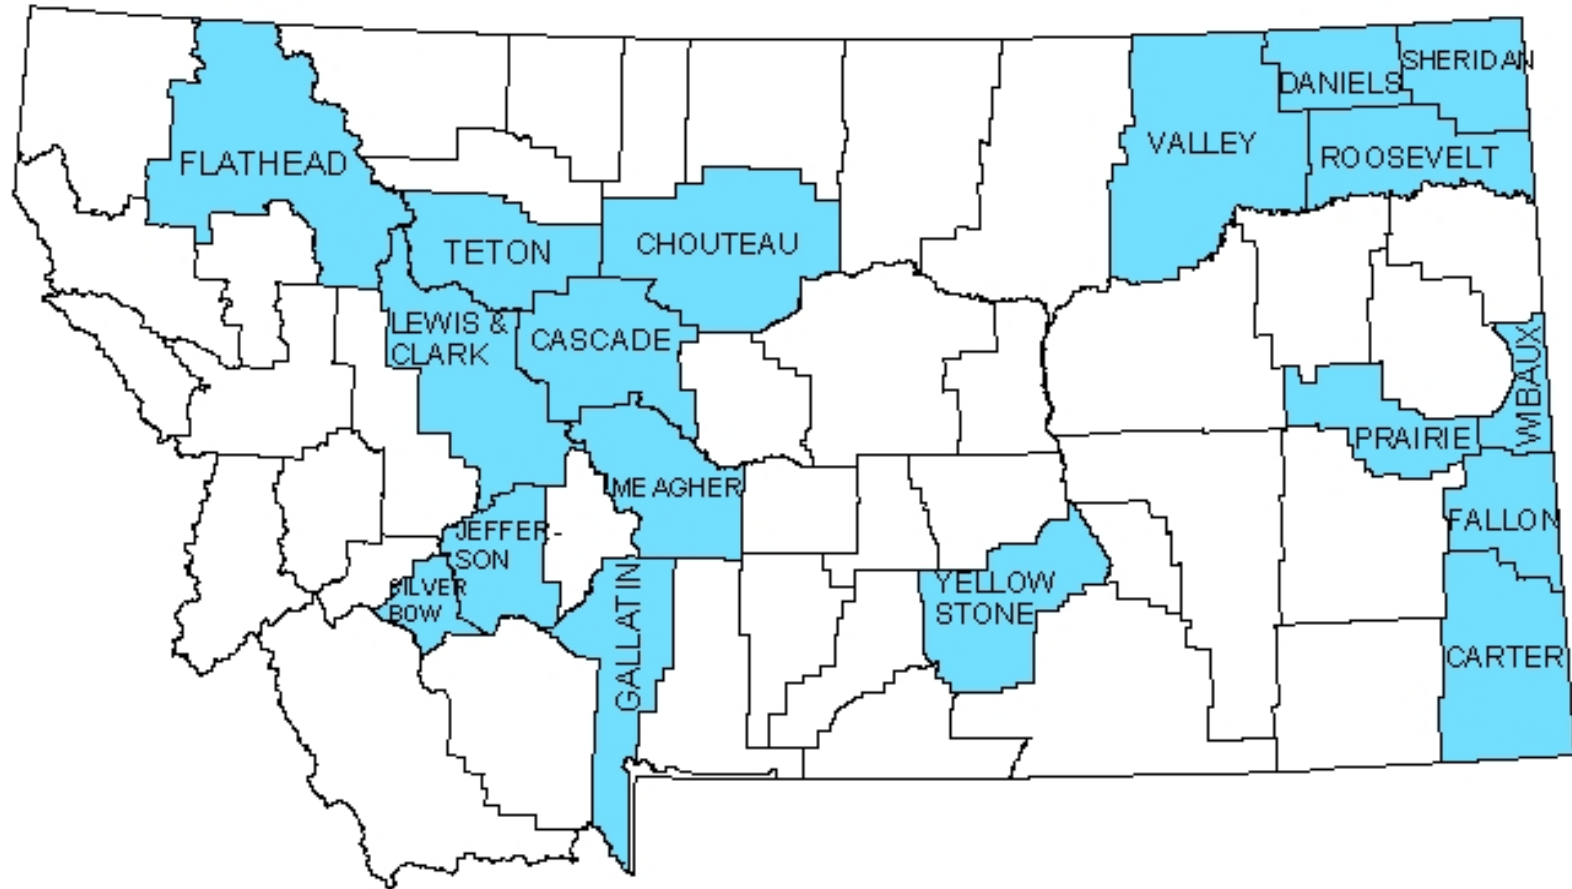 SHERIDAN
DANIELS
VALLEY
ROOSEVELT
FLATHEAD
TETON
CHOUTEAU
LEWIS &
CLARK
CASCADE
WIBAUX
PRAIRIE
MEAGHER
FALLON
JEFFER-
SON
SILVER
BOW
GALLATIN
YELLOW
STONE
CARTER